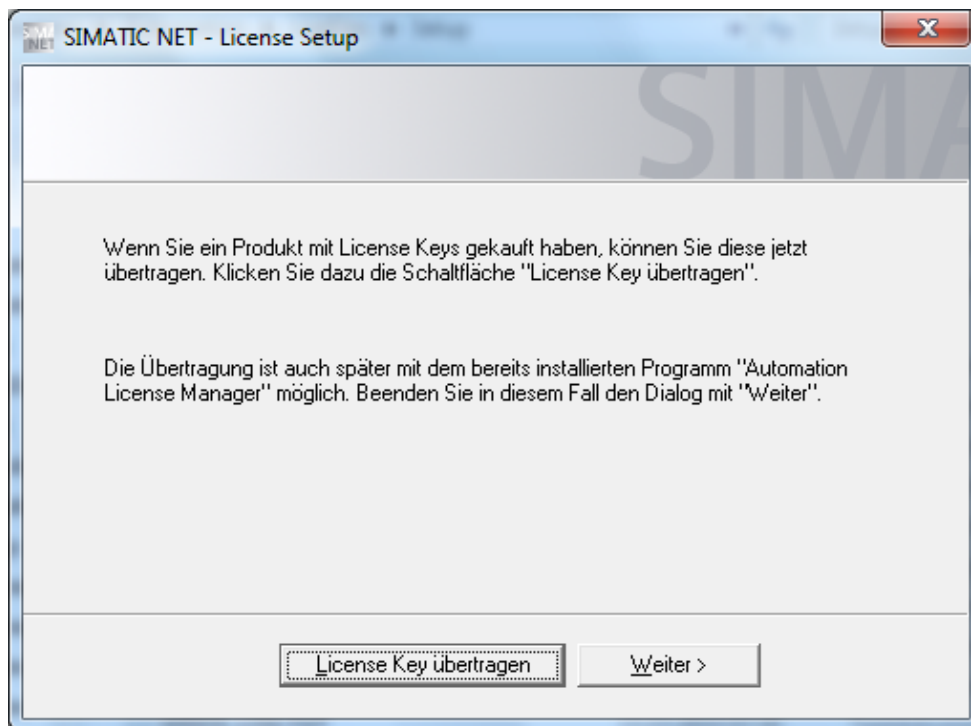 SIMATIC NET - License Setup
SIMA
Wenn Sie ein Produkt mit License Keys gekauft haben, können Sie diese jetzt
übertragen. Klicken Sie dazu die Schaltfläche "License Key übertragen".
Die Übertragung ist auch später mit dem bereits installierten Programm "Automation
License Manager" möglich. Beenden Sie in diesem Fall den Dialog mit "Weiter".
License Key übertragen
Weiter >